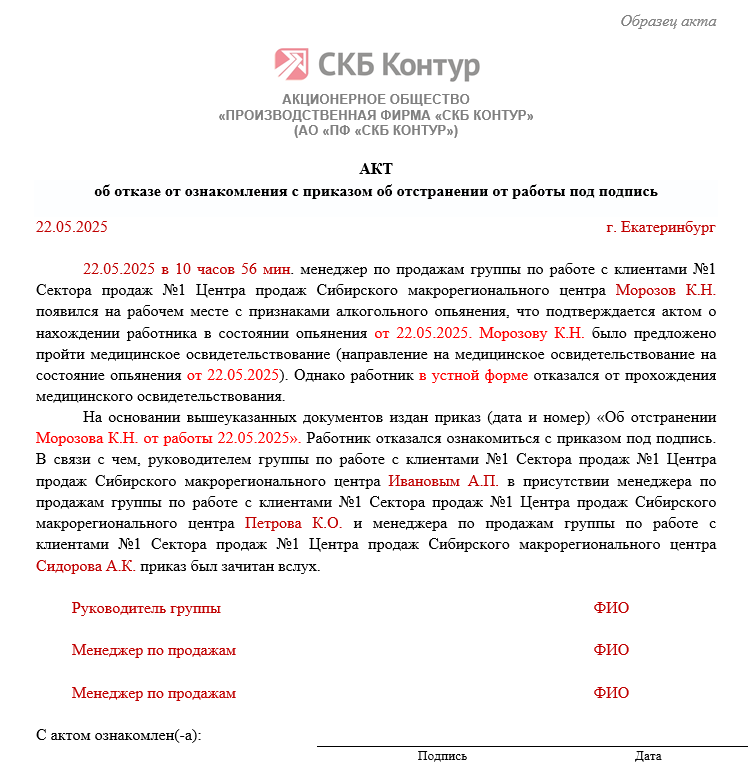 Образец акта
СКБ Контур
АКЦИОНЕРНОЕ ОБЩЕСТВО
«ПРОИЗВОДСТВЕННАЯ ФИРМА «СКБ КОНТУР»
(АО «ПФ «СКБ КОНТУР»)
АКТ
об отказе от ознакомления с приказом об отстранении от работы под подпись
22.05.2025 г. Екатеринбург
22.05.2025 в 10 часов 56 мин. менеджер по продажам группы по работе с клиентами №1
Сектора продаж №1 Центра продаж Сибирского макрорегионального центра Морозов К.Н.
появился на рабочем месте с признаками алкогольного опьянения, что подтверждается актом о
нахождении работника в состоянии опьянения от 22.05.2025. Морозову К.Н. было предложено
пройти медицинское освидетельствование (направление на медицинское освидетельствование на
состояние опьянения от 22.05.2025). Однако работник в устной форме отказался от прохождения
медицинского освидетельствования.
На основании вышеуказанных документов издан приказ (дата и номер) «Об отстранении
Морозова К.Н. от работы 22.05.2025». Работник отказался ознакомиться с приказом под подпись.
В связи с чем, руководителем группы по работе с клиентами №1 Сектора продаж №1 Центра
продаж Сибирского макрорегионального центра Ивановым А.П. в присутствии менеджера по
продажам группы по работе с клиентами №1 Сектора продаж №1 Центра продаж Сибирского
макрорегионального центра Петрова К.О. и менеджера по продажам группы по работе с
клиентами №1 Сектора продаж №1 Центра продаж Сибирского макрорегионального центра
Сидорова А.К. приказ был зачитан вслух.
Руководитель группы ФИО
Менеджер по продажам ФИО
Менеджер по продажам ФИО
С актом ознакомлен(-а):
Подпись Дата